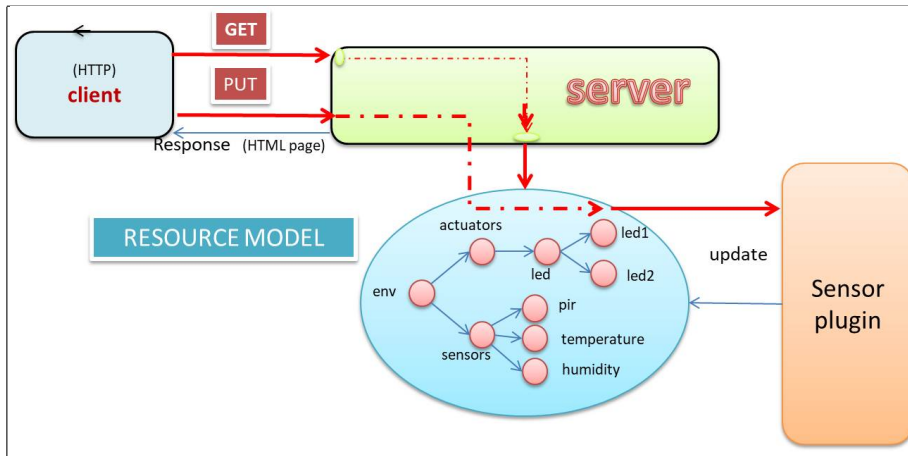 GET
(HTTP)
client
PUT
server
Response (HTML page)
RESOURCE MODEL
actuators
led1
led
led2
env
pir
sensors
temperature
humidity
update
Sensor
plugin